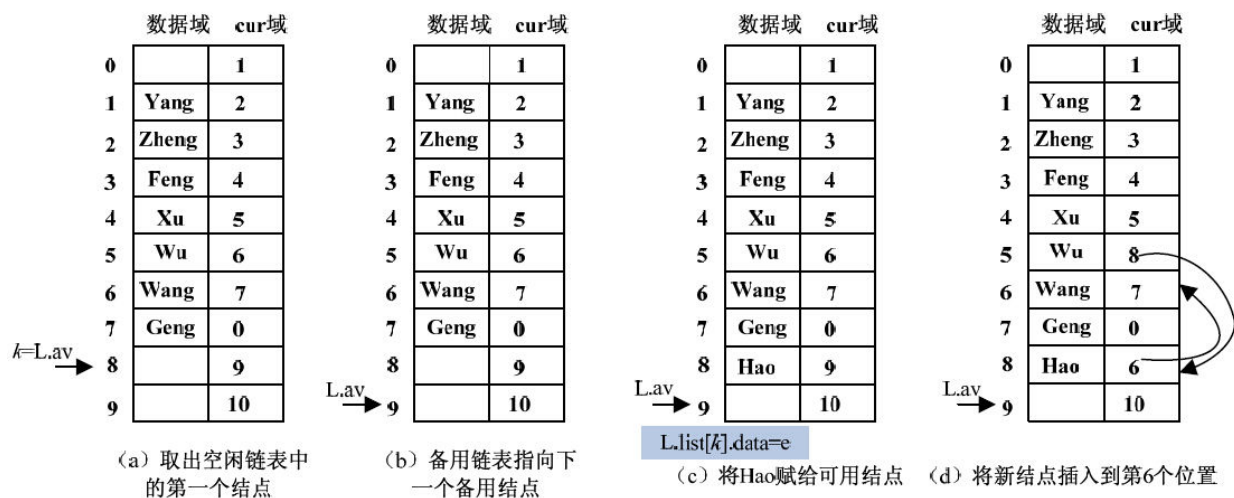 数据域 cur域 数据域 cur域 数据域 cur域 数据域 cur域
0 1 0 1 0 1 0 1
1 Yang 2 1 Yang 2 1 Yang 2 1 Yang 2
2 Zheng 3 2 Zheng 3 2 Zheng 3 2 Zheng 3
3 Feng 4 3 Feng 4 3 Feng 4 3 Feng 4
4 Xu 5 4 Xu 5 4 Xu 5 4 Xu 5
5 Wu 6 5 Wu 6 5 Wu 6 5 Wu 8
6 Wang 7 6 Wang 7 6 Wang 7 6 Wang 7
7 Geng 0 7 Geng 0 7 Geng 0 7 Geng 0
k=L.av 8 9 8 9 8 Hao 9 8 Hao 6
9 10 L.av 9 10 L.av 9 10 L.av 9 10
L.list[k].data=e
（a）取出空闲链表中
的第一个结点
（b）备用链表指向下
一个备用结点
（c）将Hao赋给可用结点
（d）将新结点插入到第6个位置